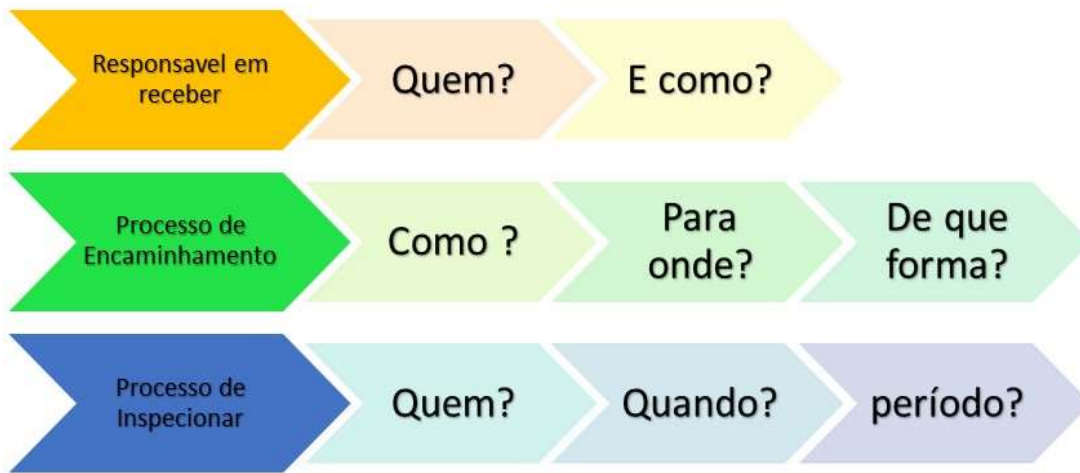 Responsavel em
receber
Quem?
E como?
Processo de
Encaminhamento
Como ?
Para
onde?
De que
forma?
Processo de
Inspecionar
Quem?
Quando?
período?